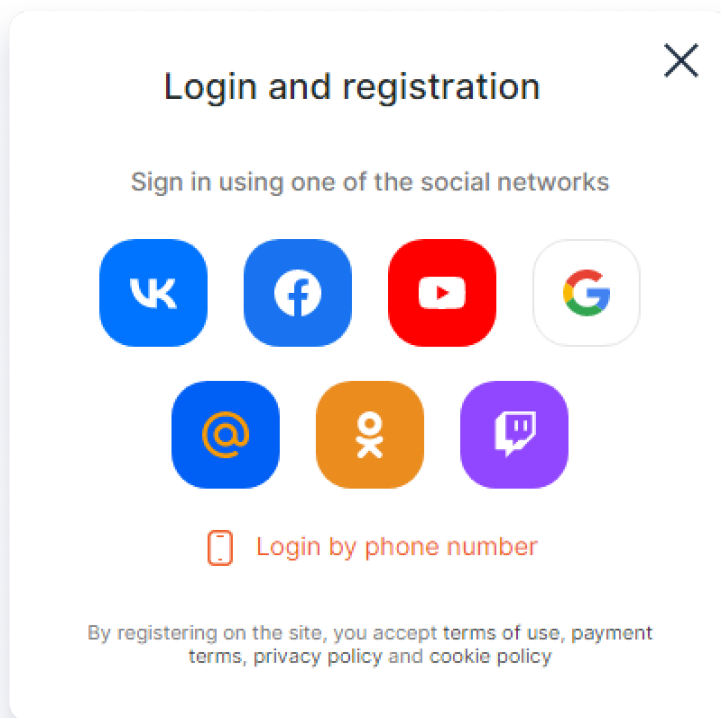 Login and registration
Sign in using one of the social networks
Login by phone number
By registering on the site, you accept terms of use, payment
terms, privacy policy and cookie policy